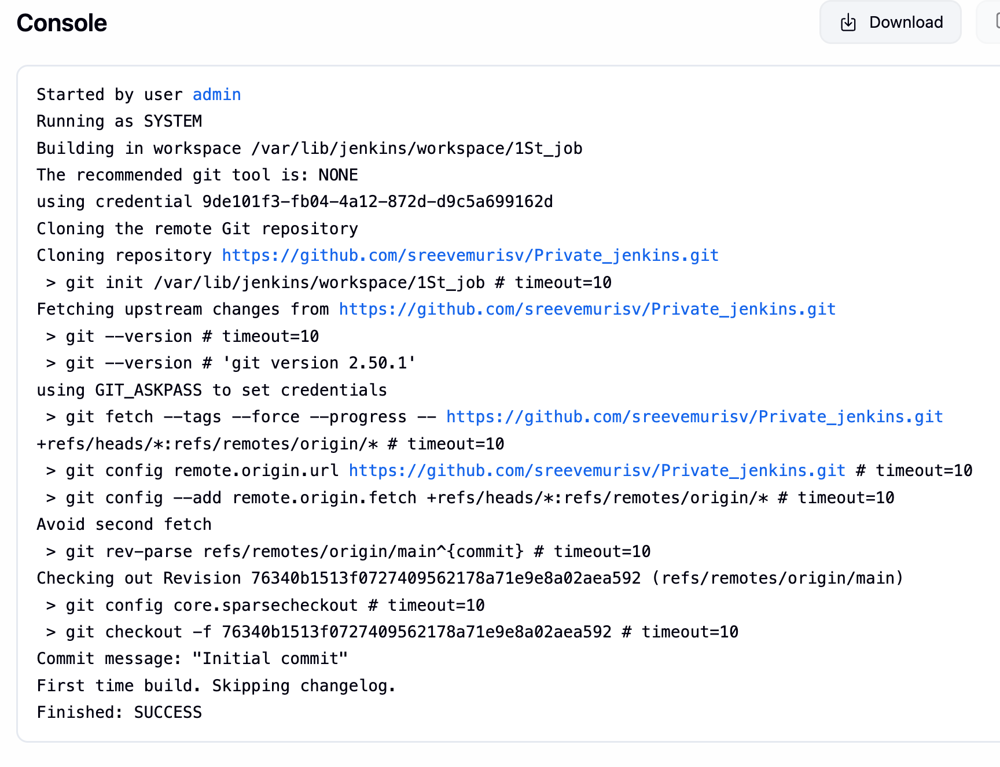 Console
Download
Started by user admin
Running as SYSTEM
Building in workspace /var/lib/jenkins/workspace/1St_job
The recommended git tool is: NONE
using credential 9de101f3-fb04-4a12-872d-d9c5a699162d
Cloning the remote Git repository
Cloning repository https://github.com/sreevemurisv/Private_jenkins.git
 > git init /var/lib/jenkins/workspace/1St_job # timeout=10
Fetching upstream changes from https://github.com/sreevemurisv/Private_jenkins.git
 > git --version # timeout=10
 > git --version # 'git version 2.50.1'
using GIT_ASKPASS to set credentials
 > git fetch --tags --force --progress -- https://github.com/sreevemurisv/Private_jenkins.git
+refs/heads/*:refs/remotes/origin/* # timeout=10
 > git config remote.origin.url https://github.com/sreevemurisv/Private_jenkins.git # timeout=10
 > git config --add remote.origin.fetch +refs/heads/*:refs/remotes/origin/* # timeout=10
Avoid second fetch
 > git rev-parse refs/remotes/origin/main^{commit} # timeout=10
Checking out Revision 76340b1513f0727409562178a71e9e8a02aea592 (refs/remotes/origin/main)
 > git config core.sparsecheckout # timeout=10
 > git checkout -f 76340b1513f0727409562178a71e9e8a02aea592 # timeout=10
Commit message: "Initial commit"
First time build. Skipping changelog.
Finished: SUCCESS